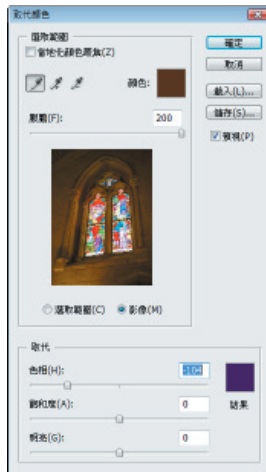 取代顏色
選取範圍
當地化顏色叢集(Z)
顏色:
確定
取消
載入(L)...
儲存(S)...
預視(P)
朦朧(F): 200
選取範圍(C) 影像(M)
取代
色相(H): -104
飽和度(A): 0
結果
明亮(G): 0